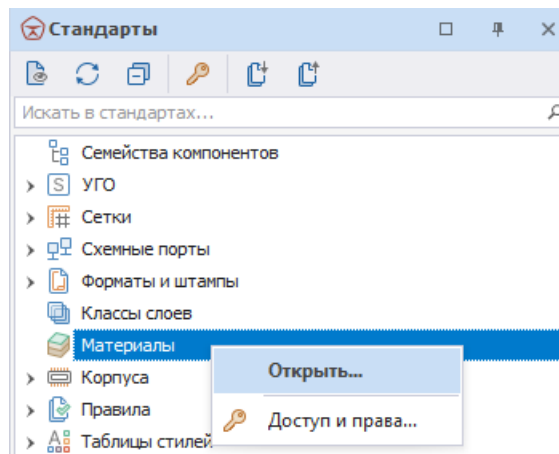 Стандарты
Искать в стандартах...
Семейства компонентов
S УГО
Сетки
Схемные порты
Форматы и штампы
Классы слоев
Материалы
Открыть...
Корпуса
Правила
Доступ и права...
Таблицы стилей